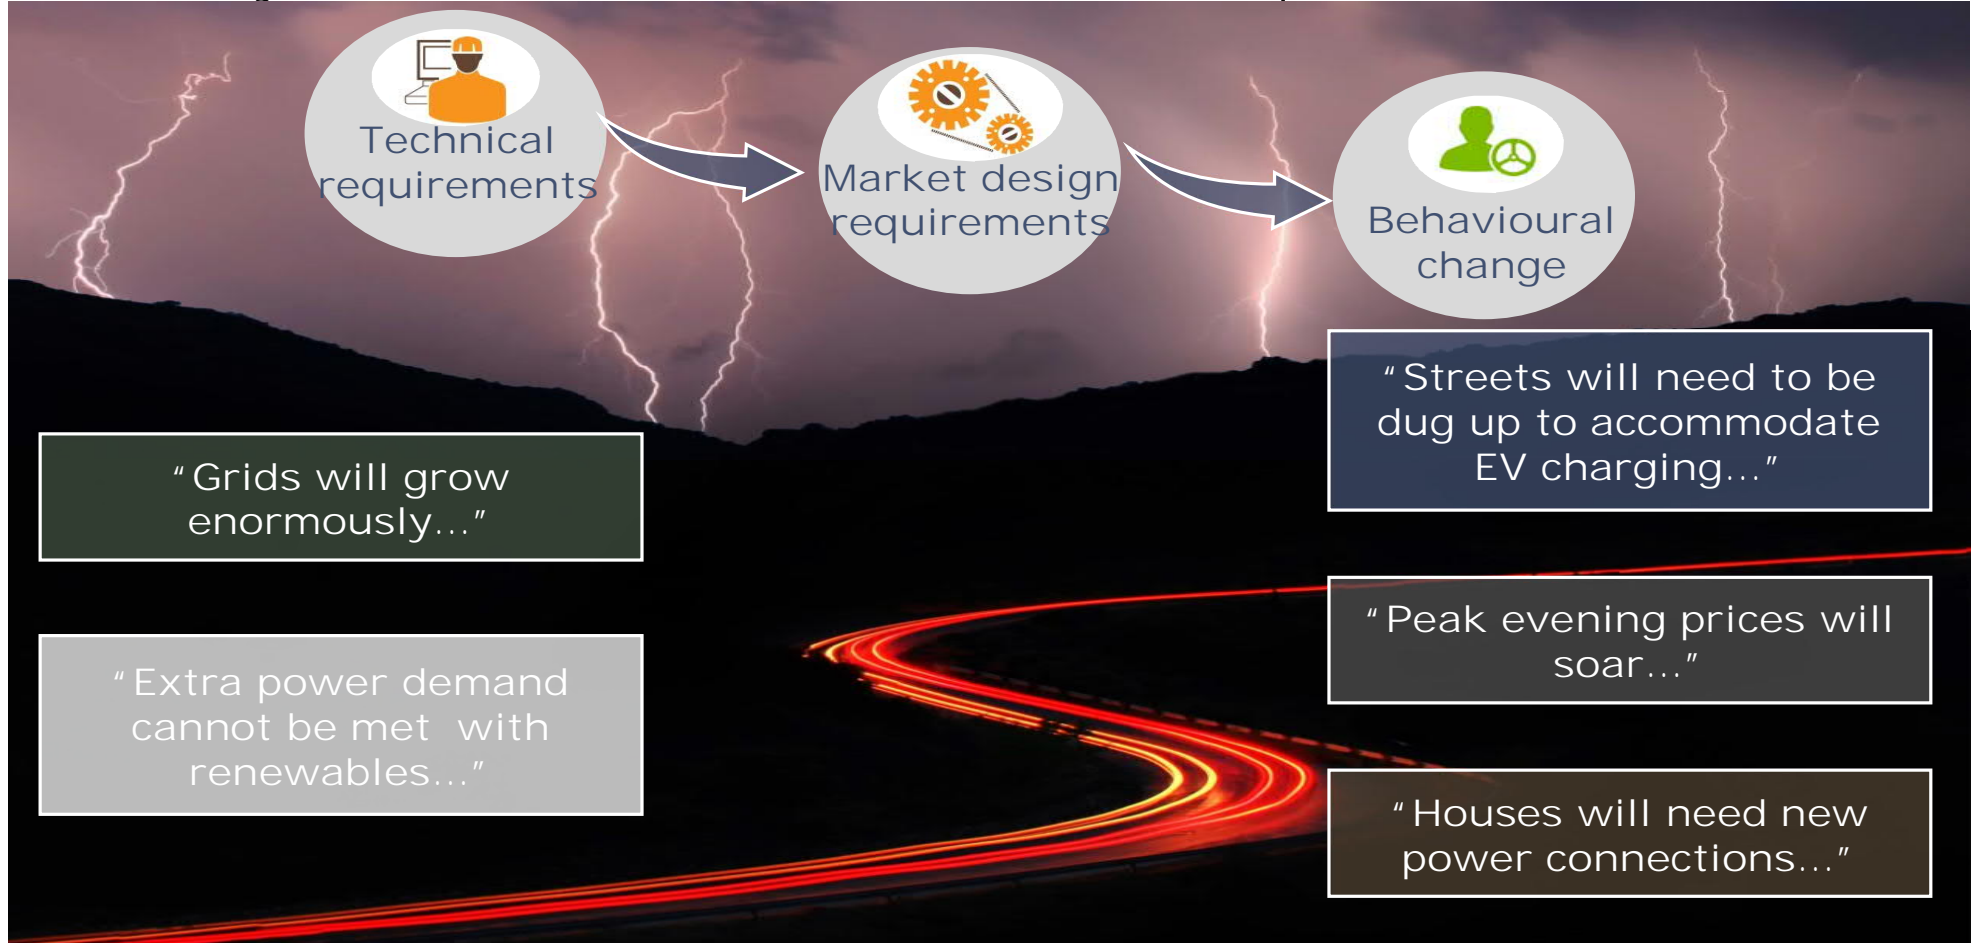 Technical
requirements
Market design
requirements
Behavioural
change
“Grids will grow
enormously…”
“Extra power demand
cannot be met  with
renewables…”
“Streets will need to be
dug up to accommodate
EV charging…”
“Peak evening prices will
soar…”
“Houses will need new
power connections…”